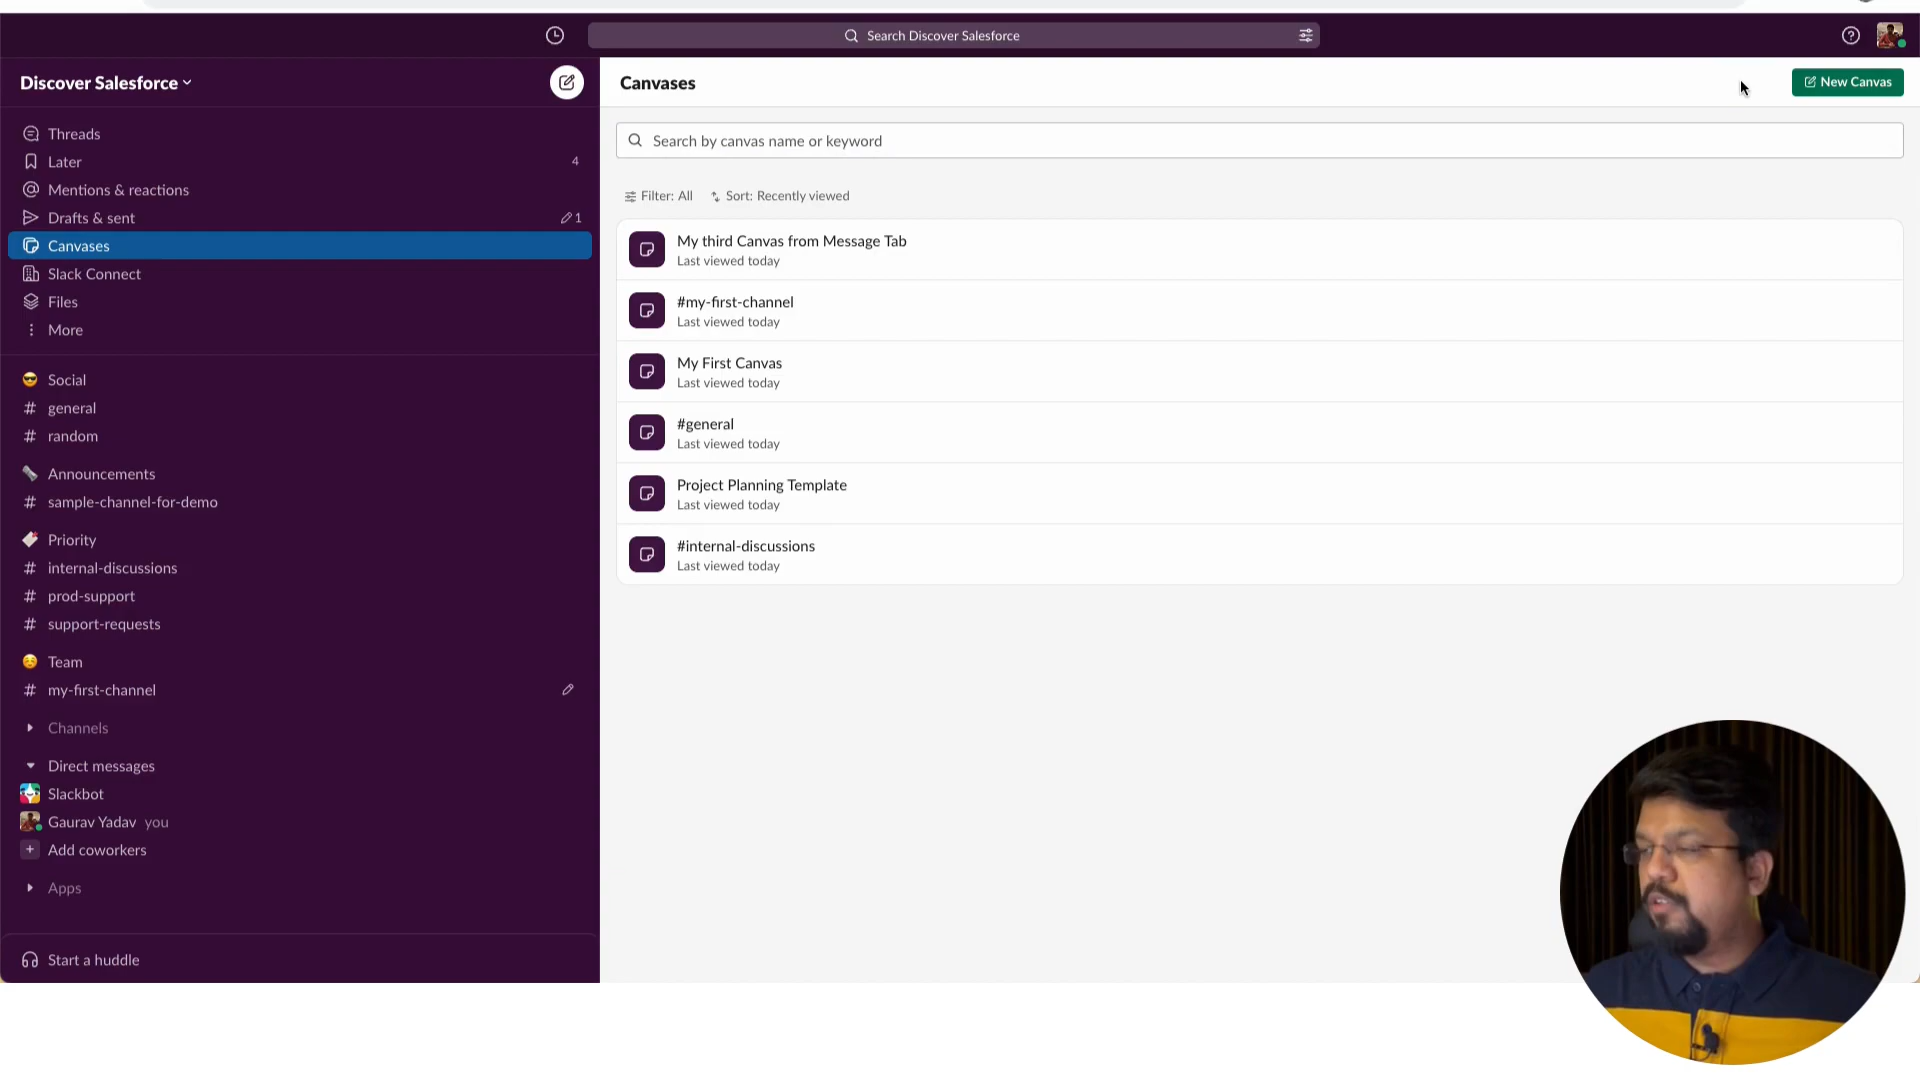 Search Discover Salesforce
Discover Salesforce
Threads
Later 4
Mentions & reactions
Drafts & sent 1
Canvases
Slack Connect
Files
More
Social
# general
# random
Announcements
# sample-channel-for-demo
Priority
# internal-discussions
# prod-support
# support-requests
Team
# my-first-channel
Channels
Direct messages
Slackbot
Gaurav Yadav you
+ Add coworkers
Apps
Start a huddle
Canvases
New Canvas
Search by canvas name or keyword
Filter: All Sort: Recently viewed
My third Canvas from Message Tab
Last viewed today
#my-first-channel
Last viewed today
My First Canvas
Last viewed today
#general
Last viewed today
Project Planning Template
Last viewed today
#internal-discussions
Last viewed today